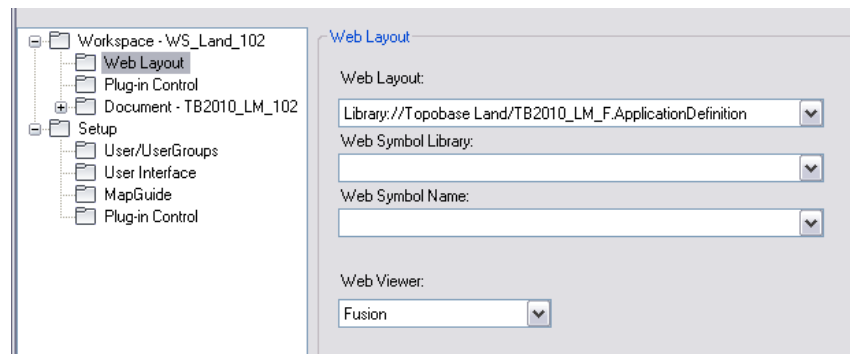 Workspace - WS_Land_102
Web Layout
Plug-in Control
Document - TB2010_LM_102
Setup
User/UserGroups
User Interface
MapGuide
Plug-in Control
Web Layout
Web Layout:
Library://Topobase Land/TB2010_LM_F.ApplicationDefinition
Web Symbol Library:
Web Symbol Name:
Web Viewer:
Fusion